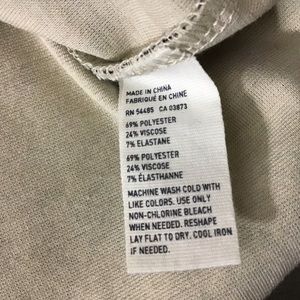 MADE IN CHINA
FABRIQUÉ EN CHINE
RN 54485 CA 03873
69% POLYESTER
24% VISCOSE
7% ELASTANE
69% POLYESTER
24% VISCOSE
7% ÉLASTHANNE
MACHINE WASH COLD WITH
LIKE COLORS. USE ONLY
NON-CHLORINE BLEACH
WHEN NEEDED. RESHAPE
LAY FLAT TO DRY. COOL IRON
IF NEEDED.